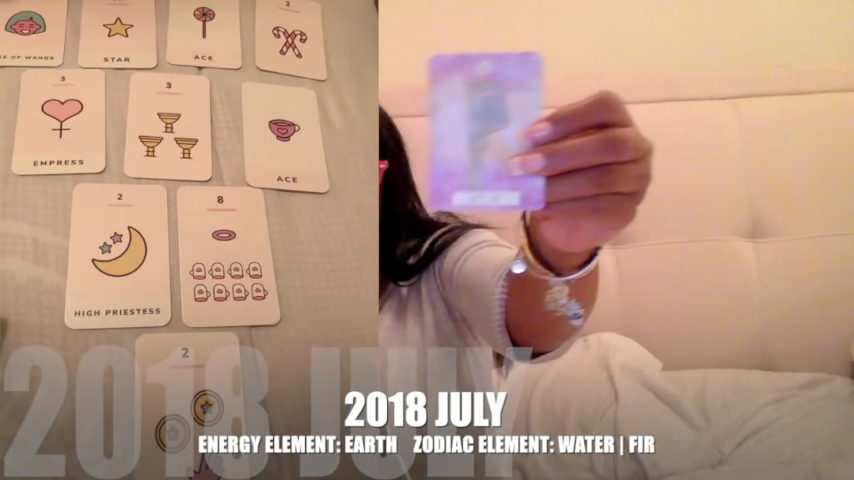 E OF WANDS
STAR
ACE
2
3
EMPRESS
3
ACE
2
HIGH PRIESTESS
8
2
2018 JULY
2018 JULY
ENERGY ELEMENT: EARTH ZODIAC ELEMENT: WATER | FIR